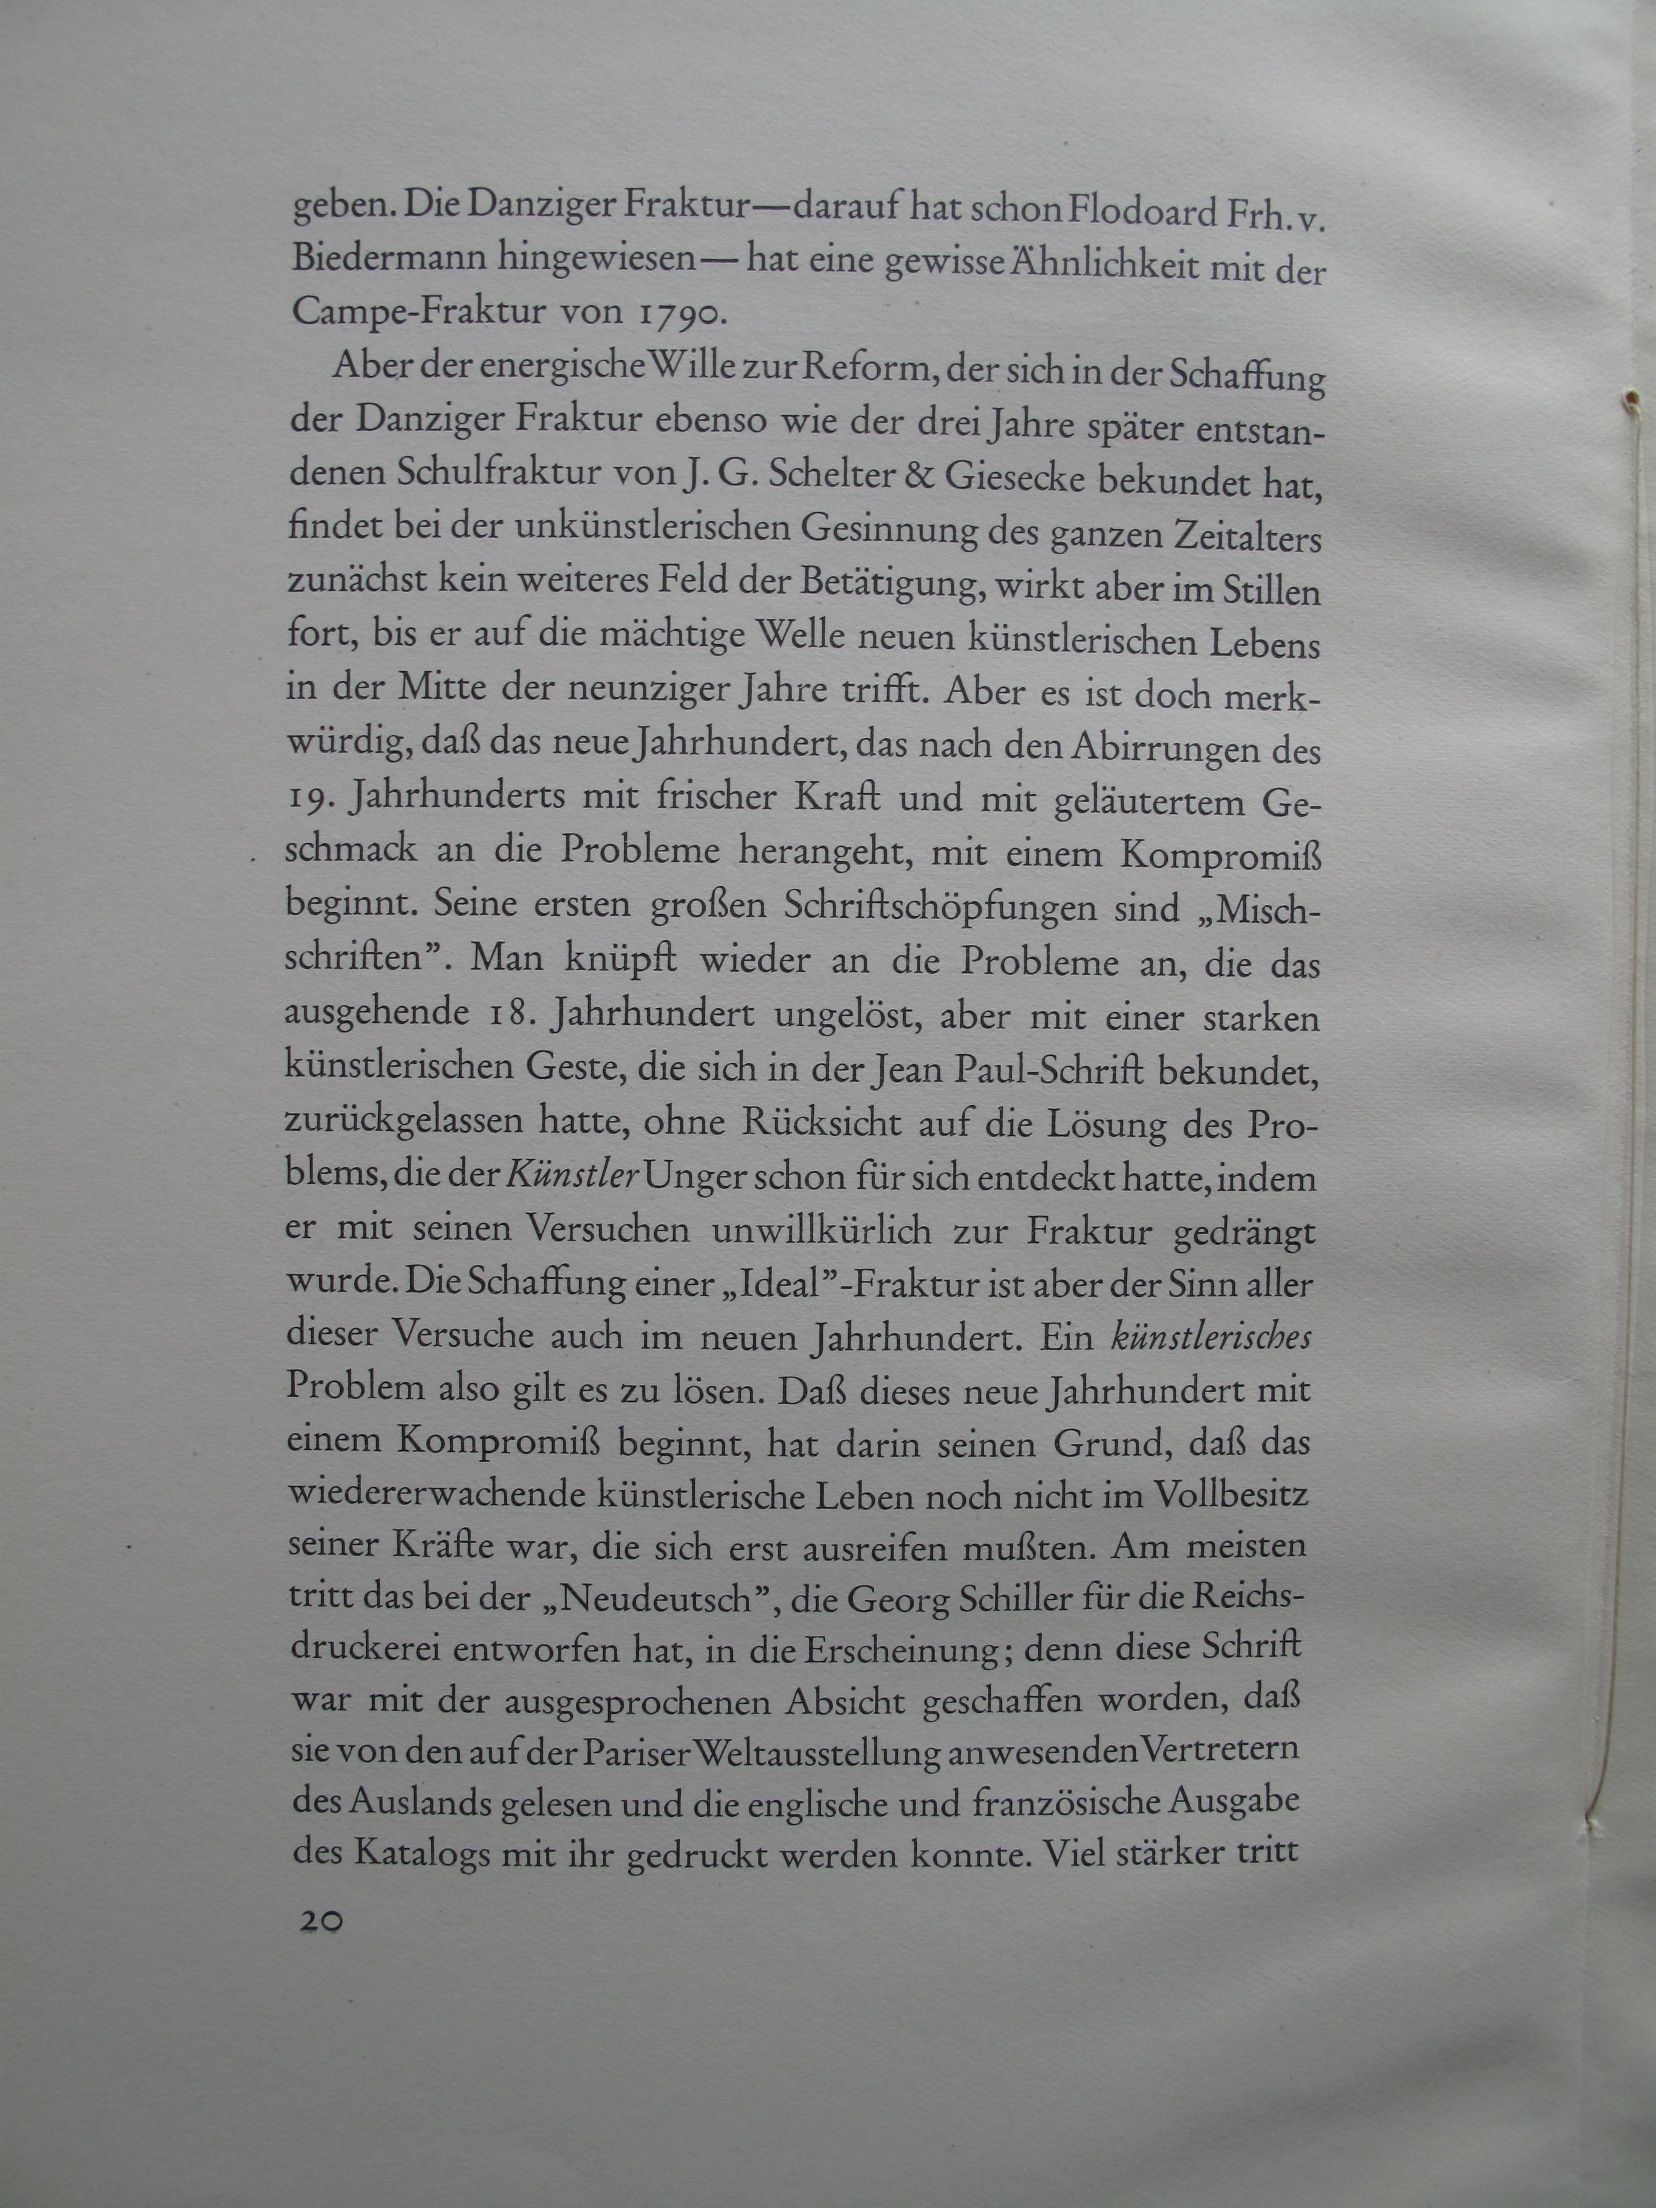 geben. Die Danziger Fraktur—darauf hat schon Flodoard Frh. v.
Biedermann hingewiesen— hat eine gewisse Ähnlichkeit mit der
Campe-Fraktur von 1790.
Aber der energische Wille zur Reform, der sich in der Schaffung
der Danziger Fraktur ebenso wie der drei Jahre später entstan-
denen Schulfraktur von J. G. Schelter & Giesecke bekundet hat,
findet bei der unkünstlerischen Gesinnung des ganzen Zeitalters
zunächst kein weiteres Feld der Betätigung, wirkt aber im Stillen
fort, bis er auf die mächtige Welle neuen künstlerischen Lebens
in der Mitte der neunziger Jahre trifft. Aber es ist doch merk-
würdig, daß das neue Jahrhundert, das nach den Abirrungen des
19. Jahrhunderts mit frischer Kraft und mit geläutertem Ge-
schmack an die Probleme herangeht, mit einem Kompromiß
beginnt. Seine ersten großen Schriftschöpfungen sind „Misch-
schriften”. Man knüpft wieder an die Probleme an, die das
ausgehende 18. Jahrhundert ungelöst, aber mit einer starken
künstlerischen Geste, die sich in der Jean Paul-Schrift bekundet,
zurückgelassen hatte, ohne Rücksicht auf die Lösung des Pro-
blems, die der Künstler Unger schon für sich entdeckt hatte, indem
er mit seinen Versuchen unwillkürlich zur Fraktur gedrängt
wurde. Die Schaffung einer „Ideal”-Fraktur ist aber der Sinn aller
dieser Versuche auch im neuen Jahrhundert. Ein künstlerisches
Problem also gilt es zu lösen. Daß dieses neue Jahrhundert mit
einem Kompromiß beginnt, hat darin seinen Grund, daß das
wiedererwachende künstlerische Leben noch nicht im Vollbesitz
seiner Kräfte war, die sich erst ausreifen mußten. Am meisten
tritt das bei der „Neudeutsch”, die Georg Schiller für die Reichs-
druckerei entworfen hat, in die Erscheinung; denn diese Schrift
war mit der ausgesprochenen Absicht geschaffen worden, daß
sie von den auf der Pariser Weltausstellung anwesenden Vertretern
des Auslands gelesen und die englische und französische Ausgabe
des Katalogs mit ihr gedruckt werden konnte. Viel stärker tritt
20